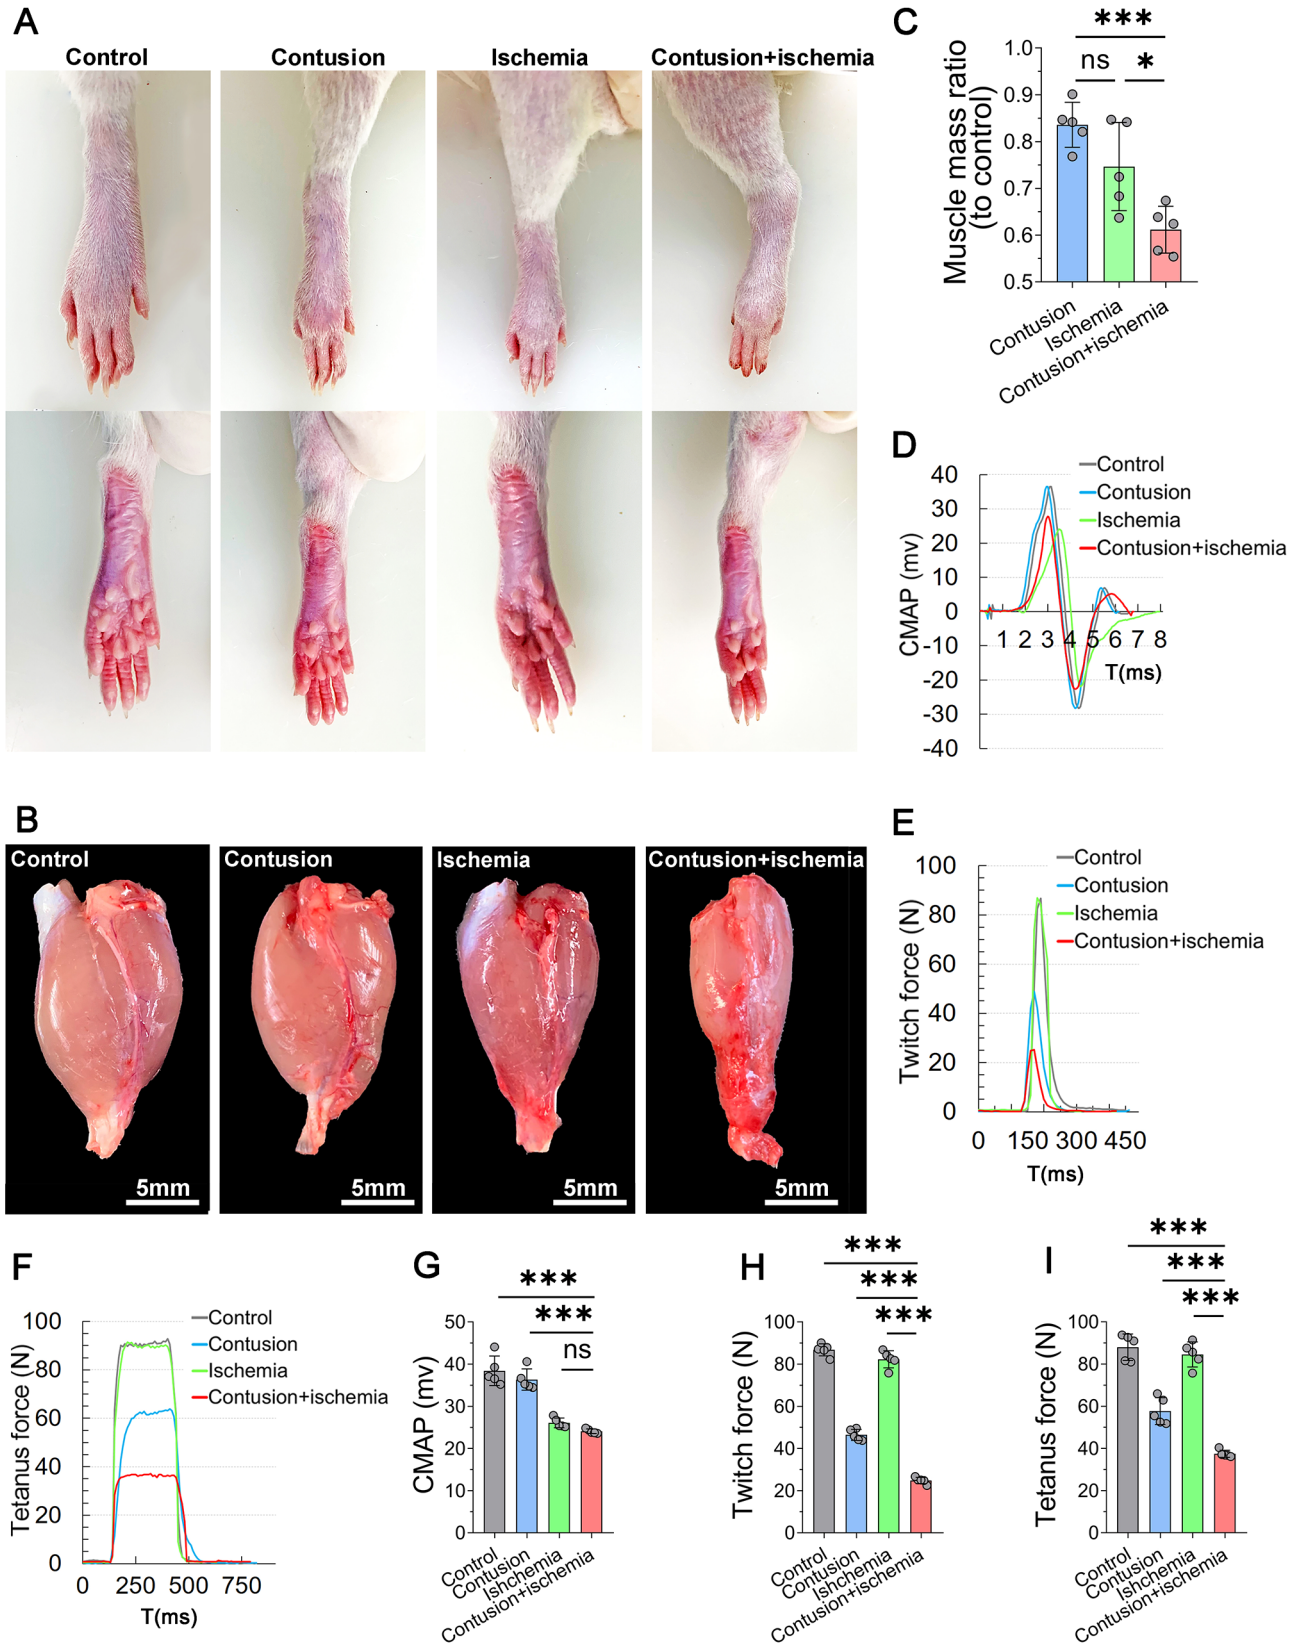 A
Control
Contusion
Ischemia
Contusion+ischemia
C
***
ns
*
Muscle mass ratio
(to control)
1.0
0.9
0.8
0.7
0.6
0.5
Contusion
Ischemia
Contusion+ischemia
D
CMAP (mv)
40
30
20
10
0
-10
-20
-30
-40
1 2 3 4 5 6 7 8
T(ms)
Control
Contusion
Ischemia
Contusion+ischemia
B
Control
Contusion
Ischemia
Contusion+ischemia
5mm
5mm
5mm
5mm
E
Twitch force (N)
100
80
60
40
20
0
0 150 300 450
T(ms)
Control
Contusion
Ischemia
Contusion+ischemia
F
Tetanus force (N)
100
80
60
40
20
0
0 250 500 750
T(ms)
Control
Contusion
Ischemia
Contusion+ischemia
G
***
***
ns
CMAP (mv)
50
40
30
20
10
0
Control
Contusion
Ishchemia
Contusion+ischemia
H
***
***
***
Twitch force (N)
100
80
60
40
20
0
Control
Contusion
Ishchemia
Contusion+ischemia
I
***
***
***
Tetanus force (N)
100
80
60
40
20
0
Control
Contusion
Ishchemia
Contusion+ischemia